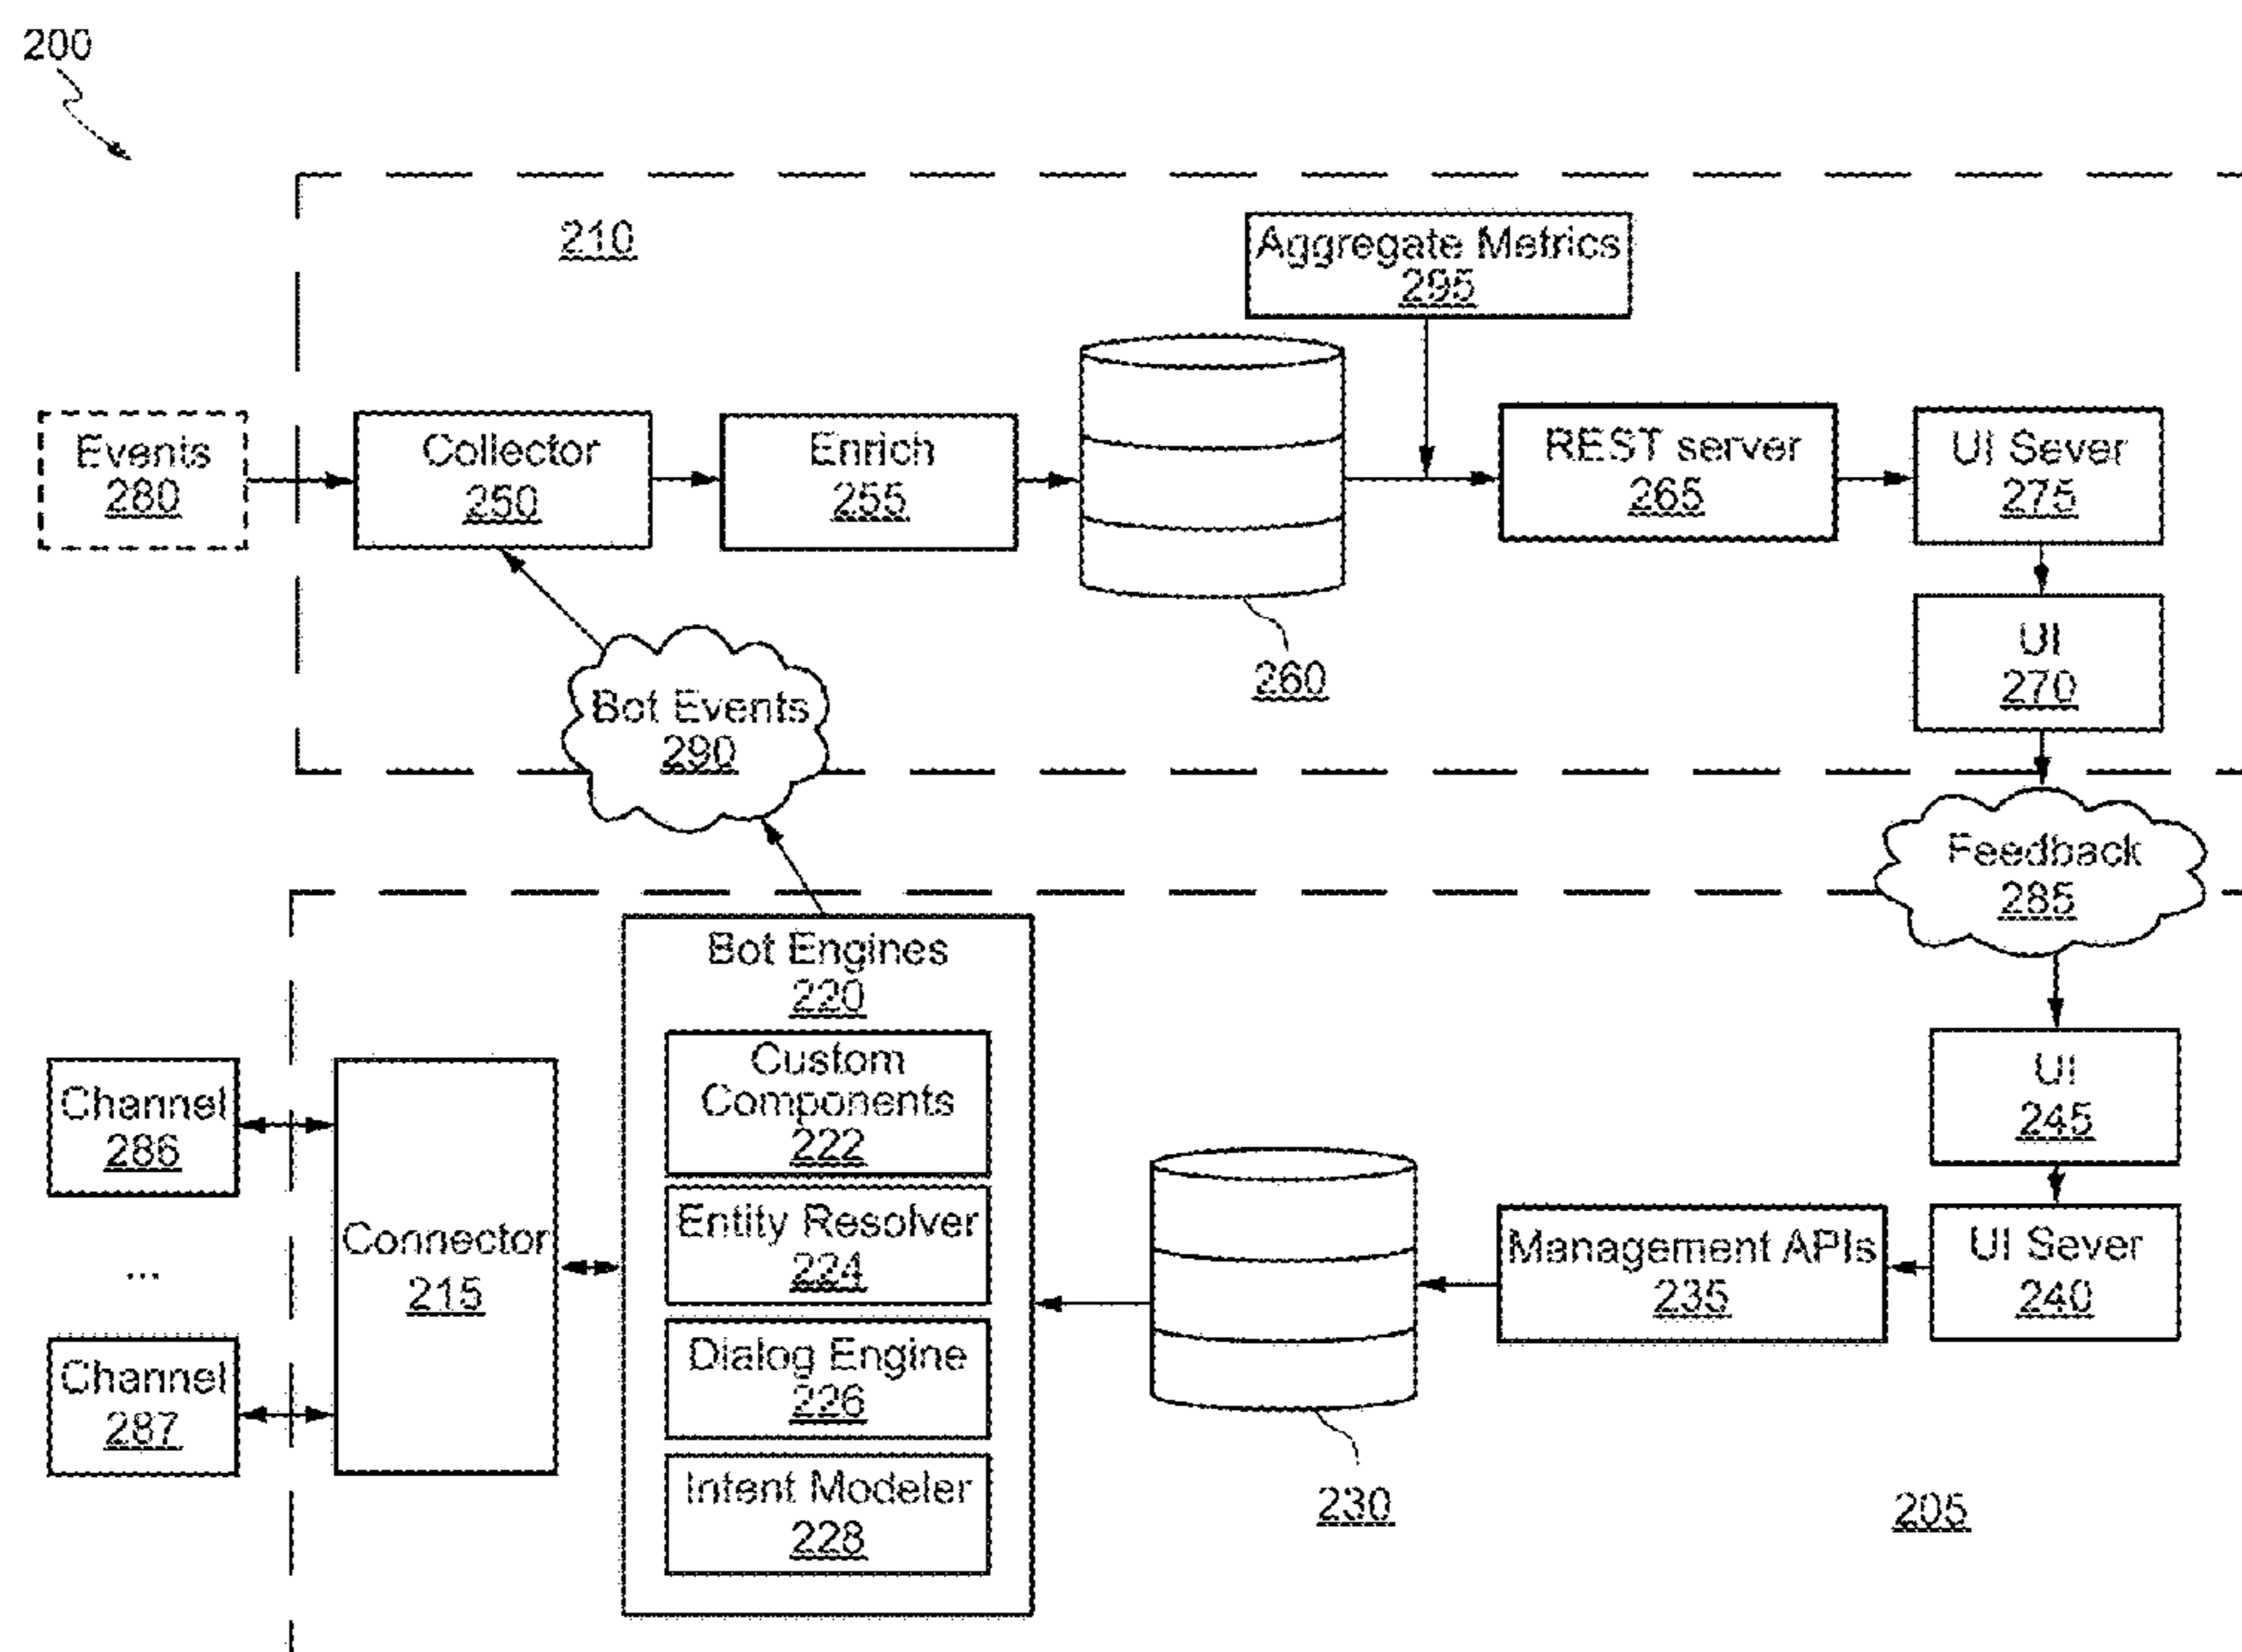 200
210
Aggregate Metrics
295
Events
280
Collector
250
Enrich
255
REST server
265
UI Sever
275
UI
270
260
Bot Events
290
Feedback
285
Bot Engines
220
Custom
Components
222
Entity Resolver
224
Dialog Engine
226
Intent Modeler
228
Channel
286
...
Channel
287
Connector
215
UI
245
Management APIs
235
UI Sever
240
230
205